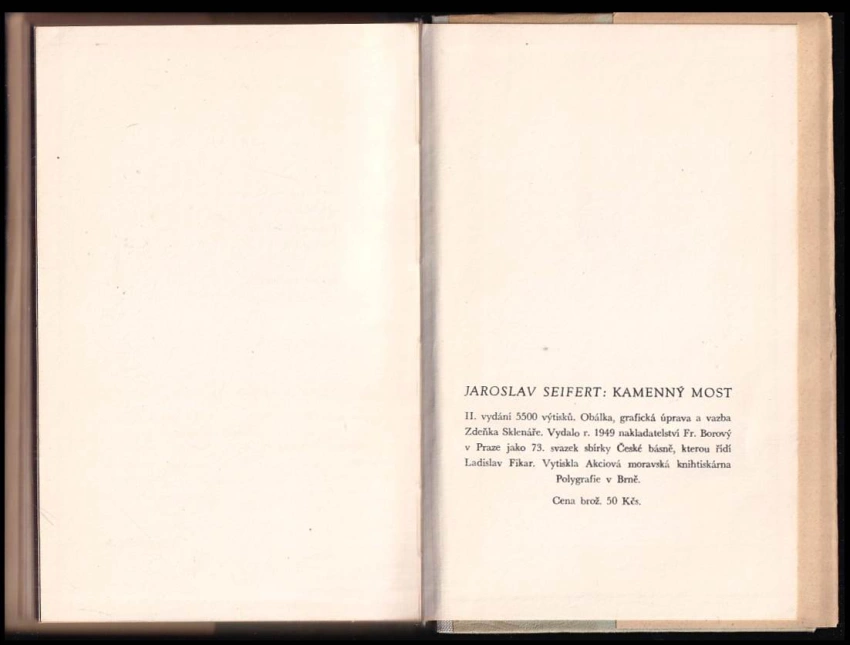 JAROSLAV SEIFERT: KAMENNÝ MOST
II. vydání 5500 výtisků. Obálka, grafická úprava a vazba
Zdeňka Sklenáře. Vydalo r. 1949 nakladatelství Fr. Borový
v Praze jako 73. svazek sbírky České básně, kterou řídí
Ladislav Fikar. Vytiskla Akciová moravská knihtiskárna
Polygrafie v Brně.
Cena brož. 50 Kčs.